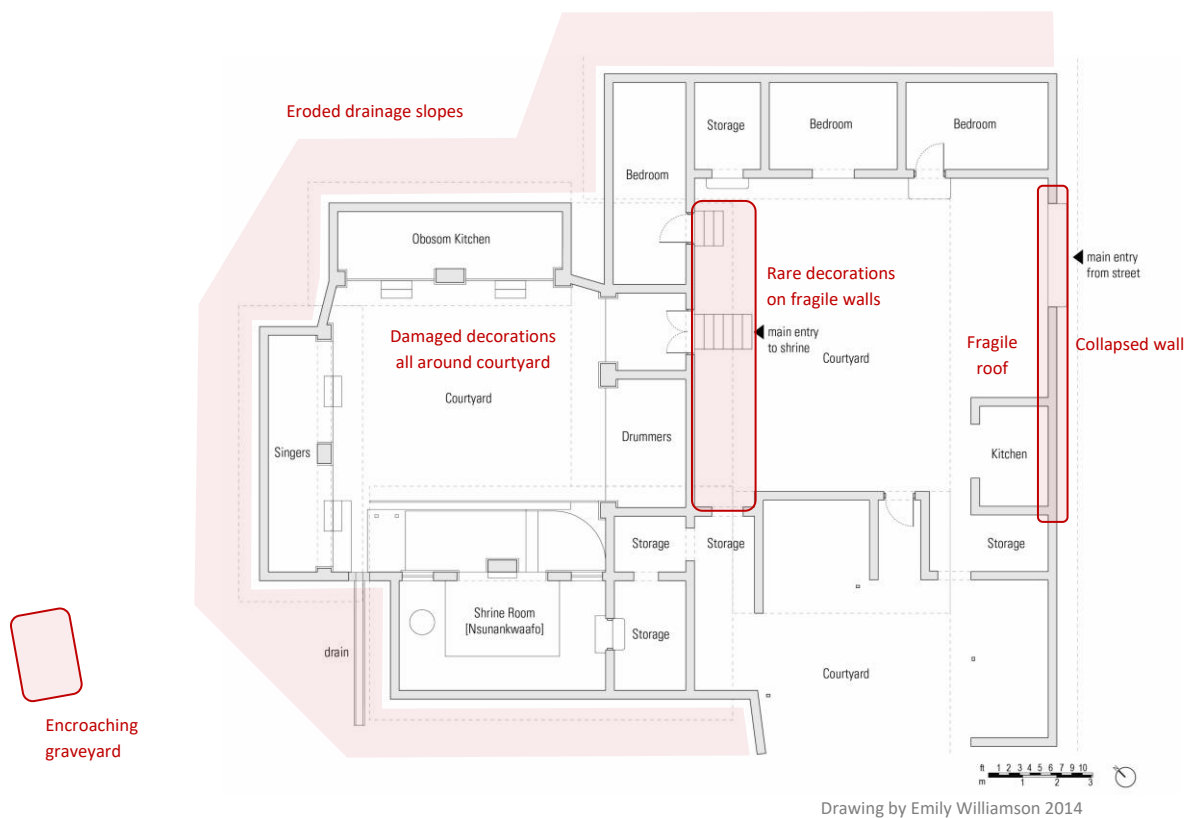 Eroded drainage slopes
Storage
Bedroom
Bedroom
Bedroom
Obosom Kitchen
main entry
from street
Rare decorations
on fragile walls
Damaged decorations
all around courtyard
main entry
to shrine
Courtyard
Fragile
roof
Collapsed wall
Courtyard
Drummers
Singers
Kitchen
Storage
Storage
Storage
Shrine Room
[Nsunankwaafo]
Storage
drain
Courtyard
Encroaching
graveyard
ft 1 2 3 4 5 6 7 8 9 10
m 1 2 3
Drawing by Emily Williamson 2014